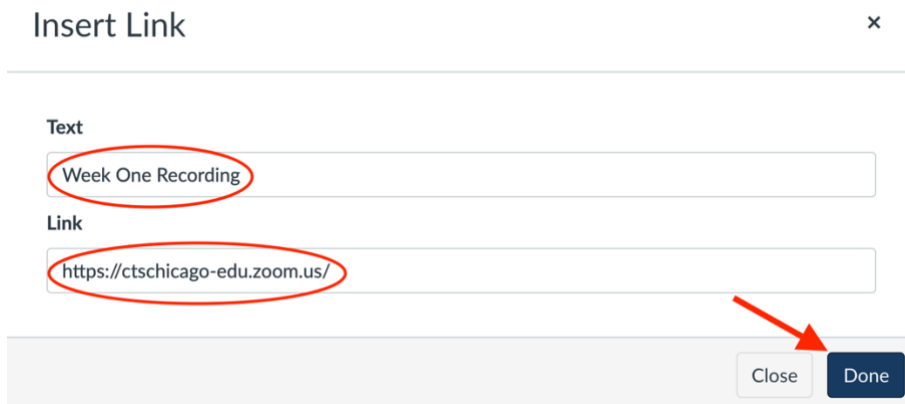 Insert Link ×
Text
Week One Recording
Link
https://ctschicago-edu.zoom.us/
Close Done